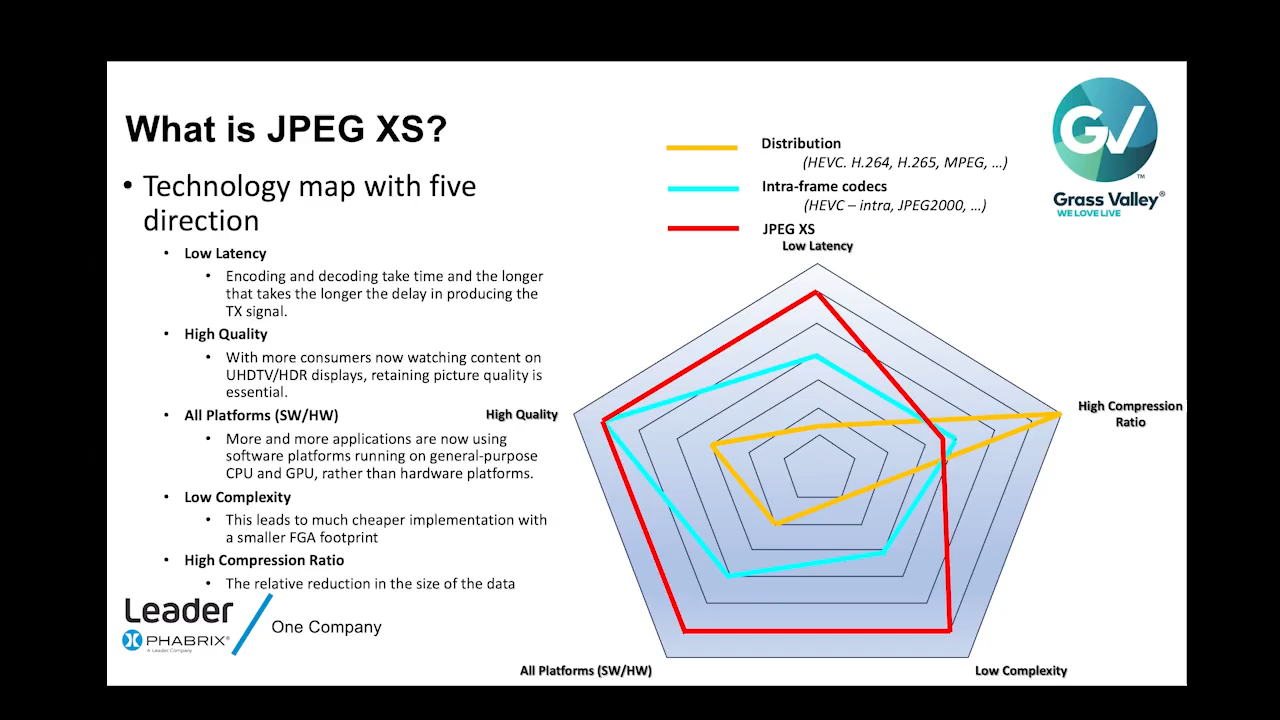 What is JPEG XS?
• Technology map with five
direction
• Low Latency
• Encoding and decoding take time and the longer
that takes the longer the delay in producing the
TX signal.
• High Quality
• With more consumers now watching content on
UHDTV/HDR displays, retaining picture quality is
essential.
• All Platforms (SW/HW)
• More and more applications are now using
software platforms running on general-purpose
CPU and GPU, rather than hardware platforms.
• Low Complexity
• This leads to much cheaper implementation with
a smaller FGA footprint
• High Compression Ratio
• The relative reduction in the size of the data
Leader
PHABRIX®
A Leader Company
One Company
Distribution
(HEVC. H.264, H.265, MPEG, …)
Intra-frame codecs
(HEVC – intra, JPEG2000, …)
JPEG XS
Low Latency
High Quality
High Compression
Ratio
All Platforms (SW/HW)
Low Complexity
GV
TM
Grass Valley®
WE LOVE LIVE